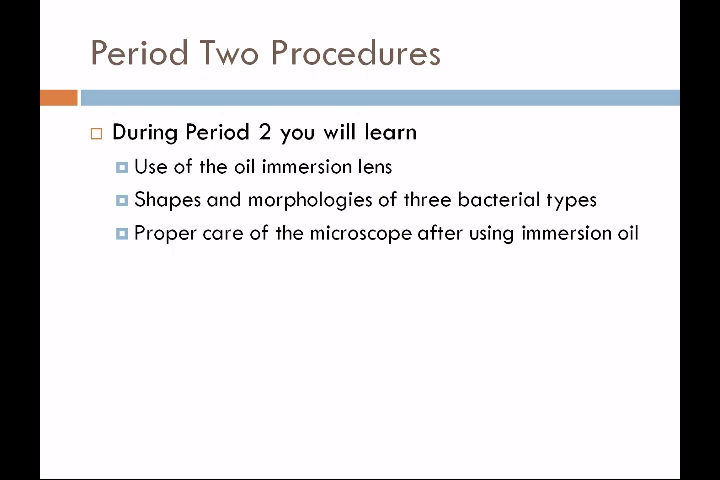 Period Two Procedures
During Period 2 you will learn
Use of the oil immersion lens
Shapes and morphologies of three bacterial types
Proper care of the microscope after using immersion oil